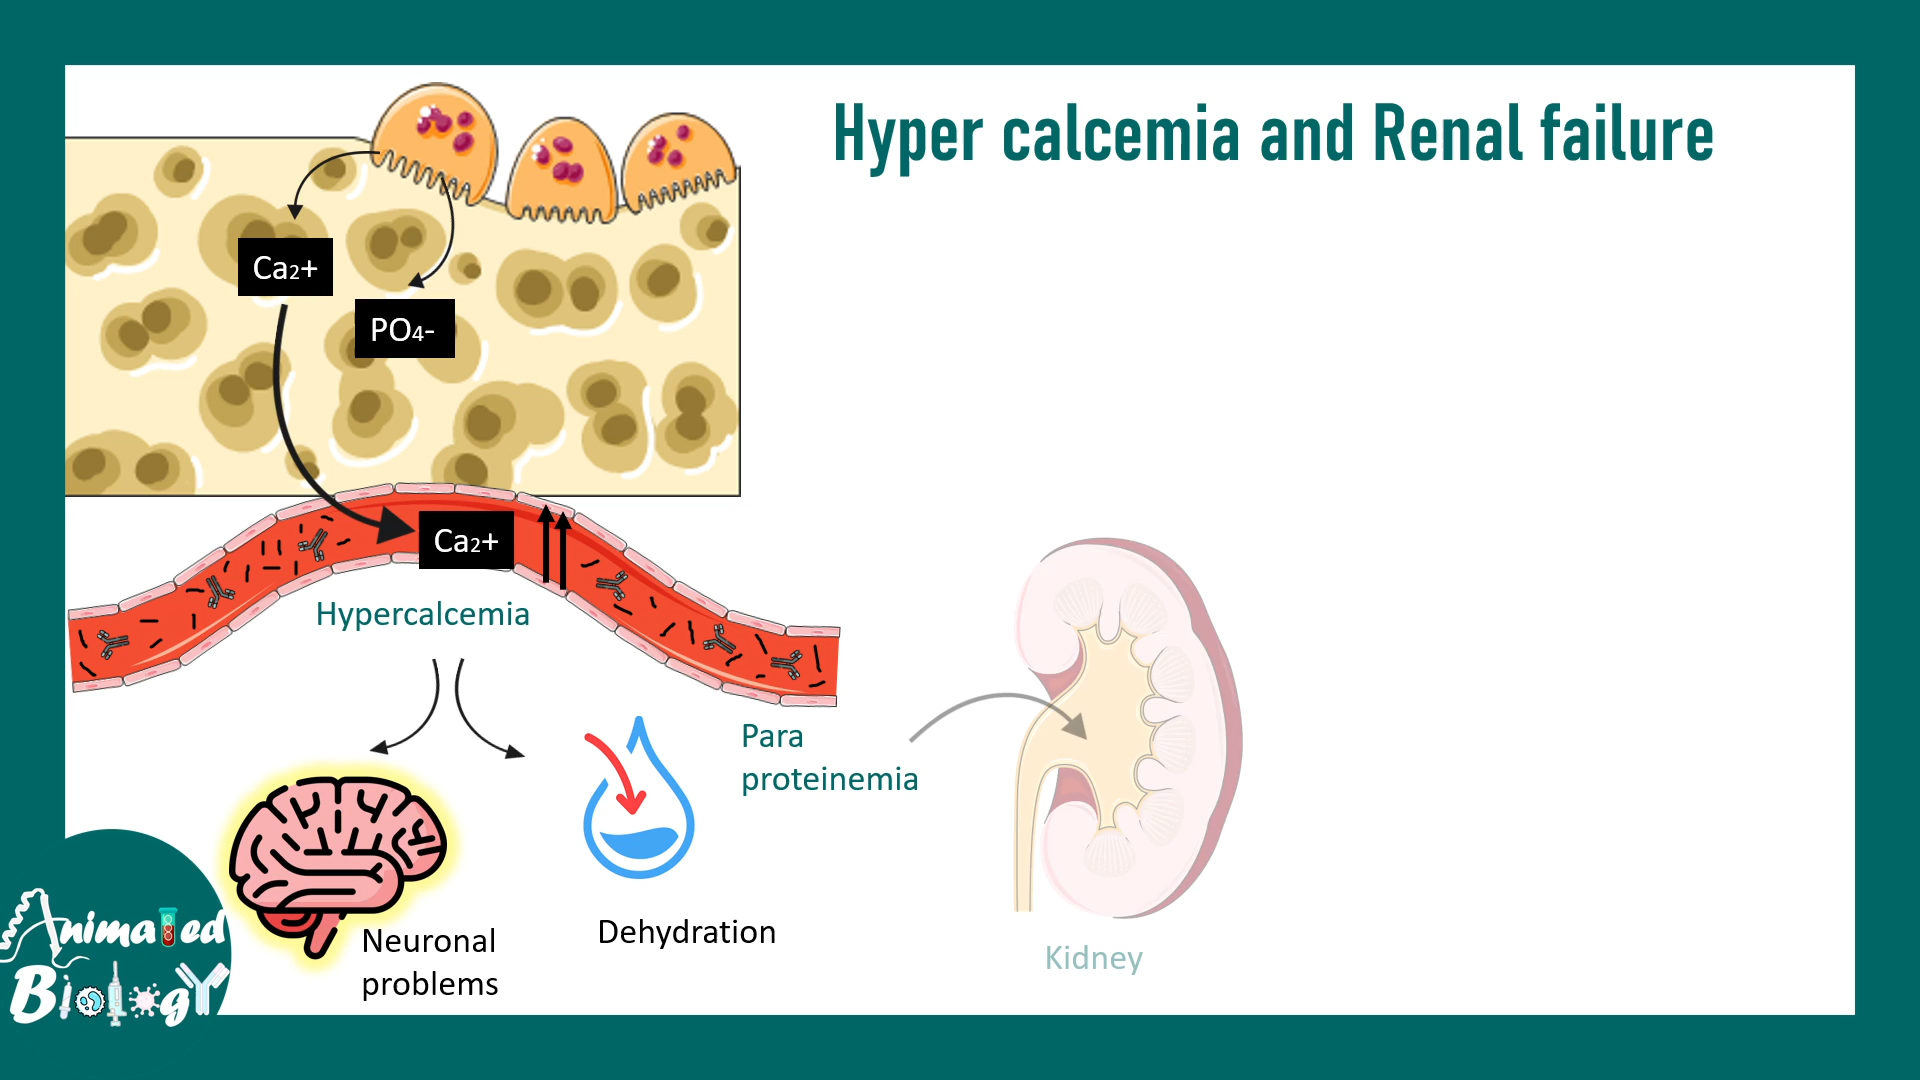 Hyper calcemia and Renal failure
Ca2+
PO4-
Ca2+
Hypercalcemia
Para
proteinemia
Neuronal
problems
Dehydration
Kidney
Animated
Biology